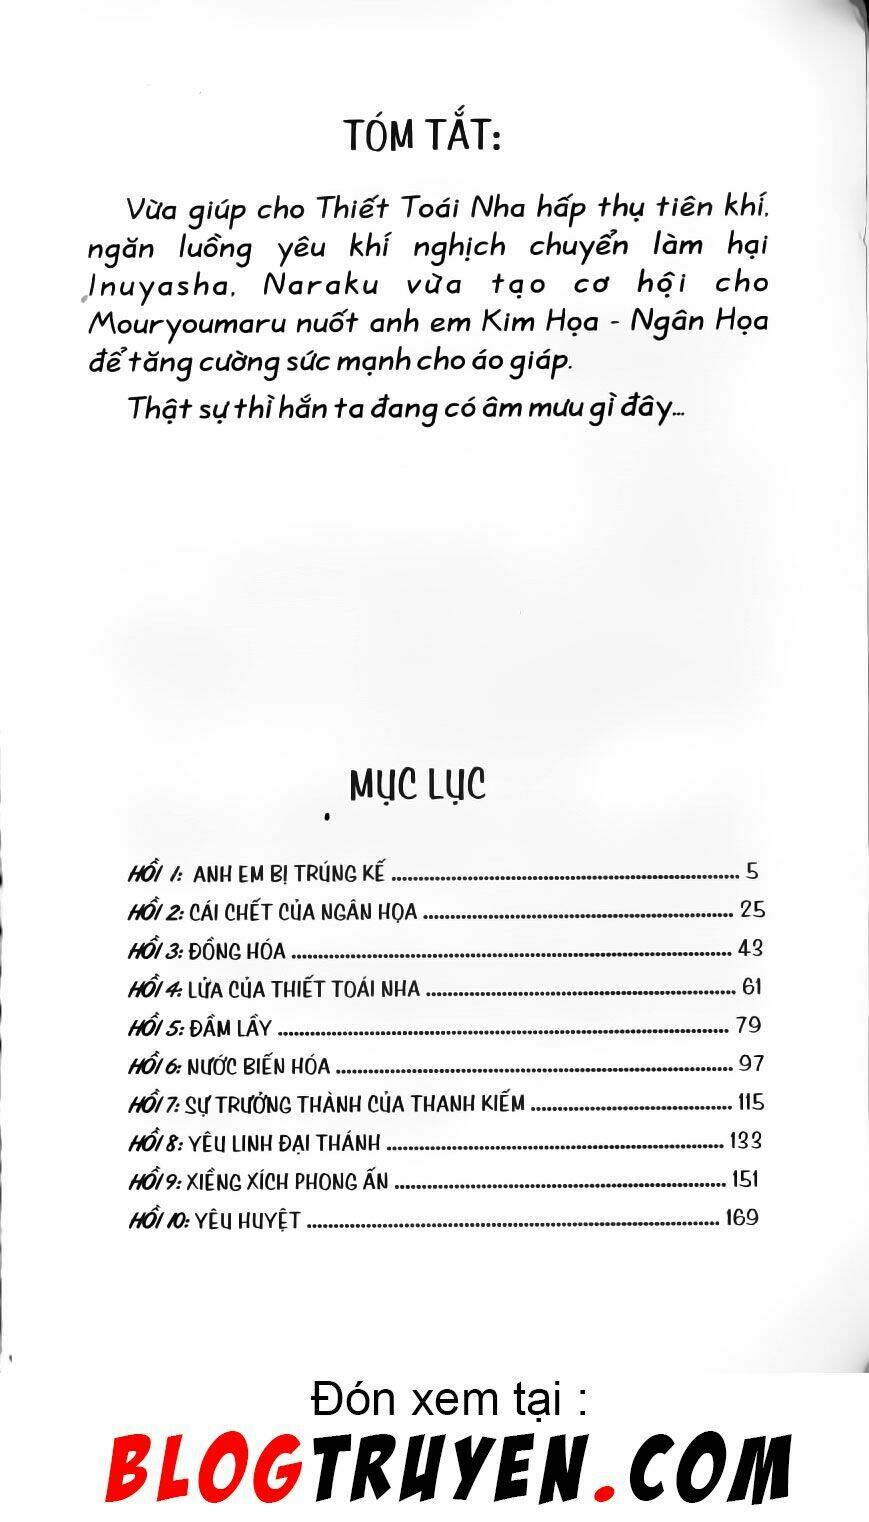 TÓM TẮT:
Vừa giúp cho Thiết Toái Nha hấp thụ tiên khí,
ngăn luồng yêu khí nghịch chuyển làm hại
Inuyasha, Naraku vừa tạo cơ hội cho
Mouryoumaru nuốt anh em Kim Họa - Ngân Họa
để tăng cường sức mạnh cho áo giáp.
Thật sự thì hắn ta đang có âm mưu gì đây...
MỤC LỤC
HỒI 1: ANH EM BỊ TRÚNG KẾ ........ 5
HỒI 2: CÁI CHẾT CỦA NGÂN HỌA ........ 25
HỒI 3: ĐỒNG HÓA ........ 43
HỒI 4: LỬA CỦA THIẾT TOÁI NHA ........ 61
HỒI 5: ĐẦM LẦY ........ 79
HỒI 6: NƯỚC BIẾN HÓA ........ 97
HỒI 7: SỰ TRƯỞNG THÀNH CỦA THANH KIẾM ........ 115
HỒI 8: YÊU LINH ĐẠI THÁNH ........ 133
HỒI 9: XIỀNG XÍCH PHONG ẤN ........ 151
HỒI 10: YÊU HUYỆT ........ 169
Đón xem tại :
BLOGTRUYEN.COM